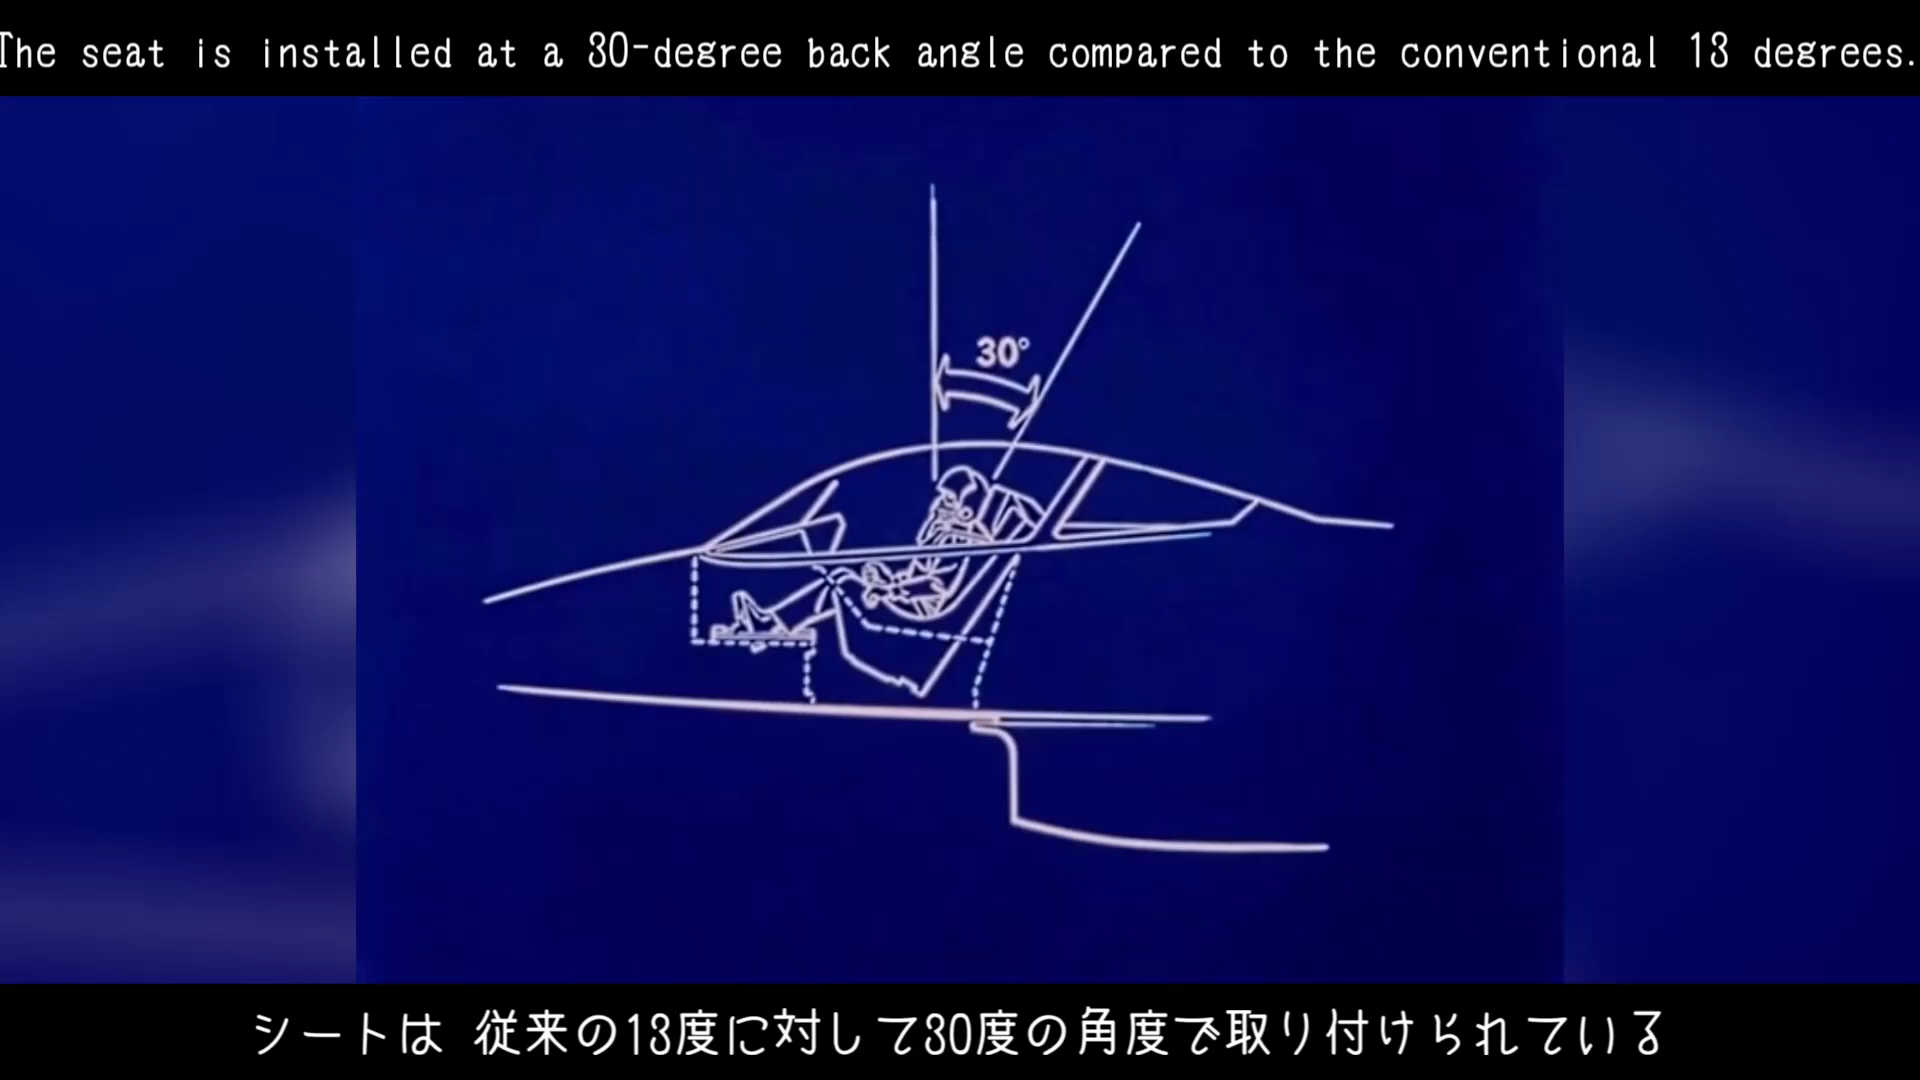 The seat is installed at a 30-degree back angle compared to the conventional 13 degrees.
30°
シートは 従来の13度に対して30度の角度で取り付けられている